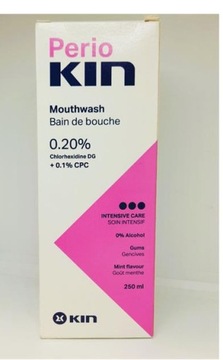 Perio
KIN
Mouthwash
Bain de bouche
0.20%
Chlorhexidine DG
+ 0.1% CPC
INTENSIVE CARE
SOIN INTENSIF
0% Alcohol
Gums
Gencives
Mint flavour
Goût menthe
250 ml
KIN